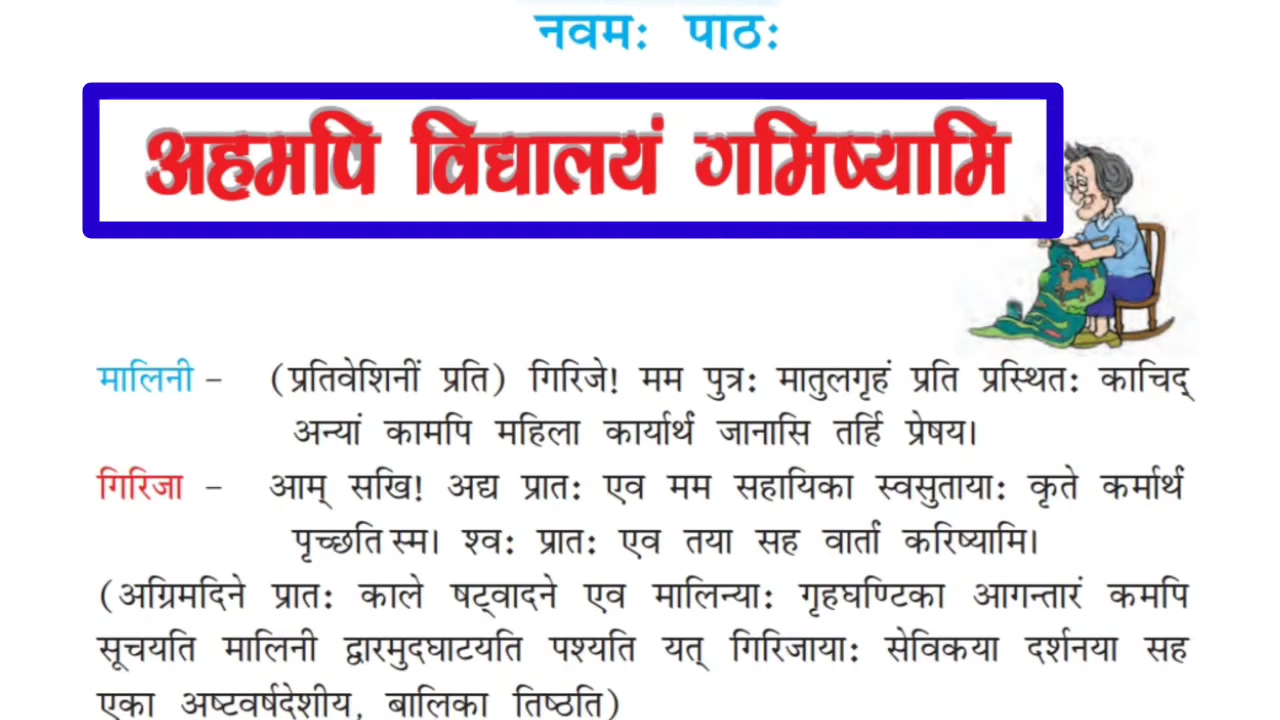 नवमः पाठः
अहमपि विद्यालयं गमिष्यामि
मालिनी – (प्रतिवेशिनीं प्रति) गिरिजे! मम पुत्रः मातुलगृहं प्रति प्रस्थितः काचिद्
अन्यां कामपि महिला कार्यार्थं जानासि तर्हि प्रेषय।
गिरिजा – आम् सखि! अद्य प्रातः एव मम सहायिका स्वसुतायाः कृते कर्मार्थं
पृच्छति स्म। श्वः प्रातः एव तया सह वार्तां करिष्यामि।
(अग्रिमदिने प्रातः काले षट्वादने एव मालिन्याः गृहघण्टिका आगन्तारं कमपि
सूचयति मालिनी द्वारमुदघाटयति पश्यति यत् गिरिजायाः सेविकया दर्शनया सह
एका अष्टवर्षदेशीय, बालिका तिष्ठति)